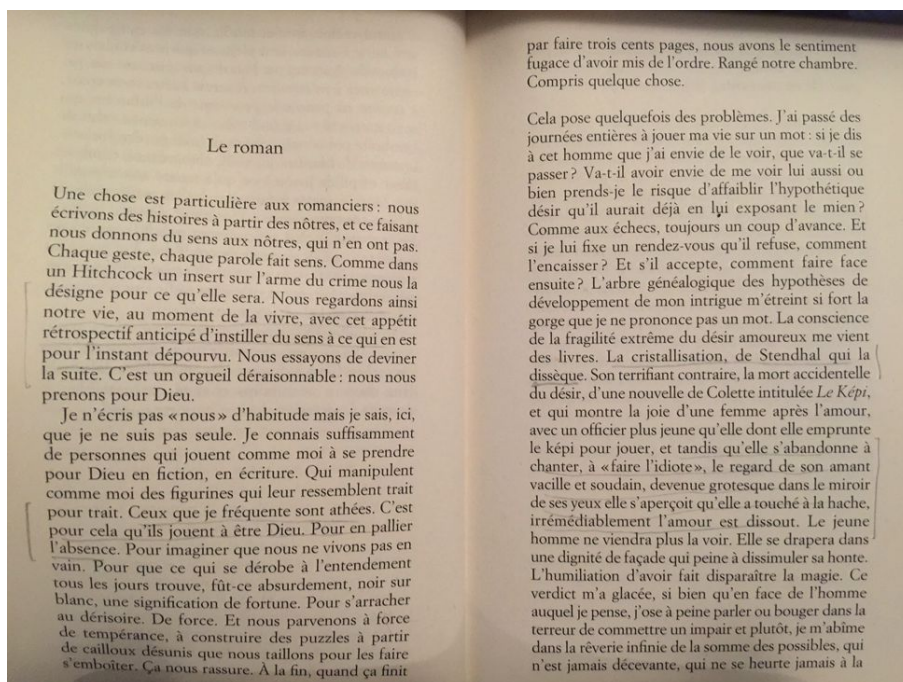 Le roman
Une chose est particulière aux romanciers : nous
écrivons des histoires à partir des nôtres, et ce faisant
nous donnons du sens aux nôtres, qui n'en ont pas.
Chaque geste, chaque parole fait sens. Comme dans
un Hitchcock un insert sur l'arme du crime nous la
désigne pour ce qu'elle sera. Nous regardons ainsi
notre vie, au moment de la vivre, avec cet appétit
rétrospectif anticipé d'instiller du sens à ce qui en est
pour l'instant dépourvu. Nous essayons de deviner
la suite. C'est un orgueil déraisonnable : nous nous
prenons pour Dieu.
Je n'écris pas « nous » d'habitude mais je sais, ici,
que je ne suis pas seule. Je connais suffisamment
de personnes qui jouent comme moi à se prendre
pour Dieu en fiction, en écriture. Qui manipulent
comme moi des figurines qui leur ressemblent trait
pour trait. Ceux que je fréquente sont athées. C'est
pour cela qu'ils jouent à être Dieu. Pour en pallier
l'absence. Pour imaginer que nous ne vivons pas en
vain. Pour que ce qui se dérobe à l'entendement
tous les jours trouve, fût-ce absurdement, noir sur
blanc, une signification de fortune. Pour s'arracher
au dérisoire. De force. Et nous parvenons à force
de tempérance, à construire des puzzles à partir
de cailloux désunis que nous taillons pour les faire
s'emboîter. Ça nous rassure. À la fin, quand ça finit
par faire trois cents pages, nous avons le sentiment
fugace d'avoir mis de l'ordre. Rangé notre chambre.
Compris quelque chose.
Cela pose quelquefois des problèmes. J'ai passé des
journées entières à jouer ma vie sur un mot : si je dis
à cet homme que j'ai envie de le voir, que va-t-il se
passer ? Va-t-il avoir envie de me voir lui aussi ou
bien prends-je le risque d'affaiblir l'hypothétique
désir qu'il aurait déjà en lui exposant le mien ?
Comme aux échecs, toujours un coup d'avance. Et
si je lui fixe un rendez-vous qu'il refuse, comment
l'encaisser ? Et s'il accepte, comment faire face
ensuite ? L'arbre généalogique des hypothèses de
développement de mon intrigue m'étreint si fort la
gorge que je ne prononce pas un mot. La conscience
de la fragilité extrême du désir amoureux me vient
des livres. La cristallisation, de Stendhal qui la
dissèque. Son terrifiant contraire, la mort accidentelle
du désir, d'une nouvelle de Colette intitulée Le Képi,
et qui montre la joie d'une femme après l'amour,
avec un officier plus jeune qu'elle dont elle emprunte
le képi pour jouer, et tandis qu'elle s'abandonne à
chanter, à « faire l'idiote », le regard de son amant
vacille et soudain, devenue grotesque dans le miroir
de ses yeux elle s'aperçoit qu'elle a touché à la hache,
irrémédiablement l'amour est dissout. Le jeune
homme ne viendra plus la voir. Elle se drapera dans
une dignité de façade qui peine à dissimuler sa honte.
L'humiliation d'avoir fait disparaître la magie. Ce
verdict m'a glacée, si bien qu'en face de l'homme
auquel je pense, j'ose à peine parler ou bouger dans la
terreur de commettre un impair et plutôt, je m'abîme
dans la rêverie infinie de la somme des possibles, qui
n'est jamais décevante, qui ne se heurte jamais à la